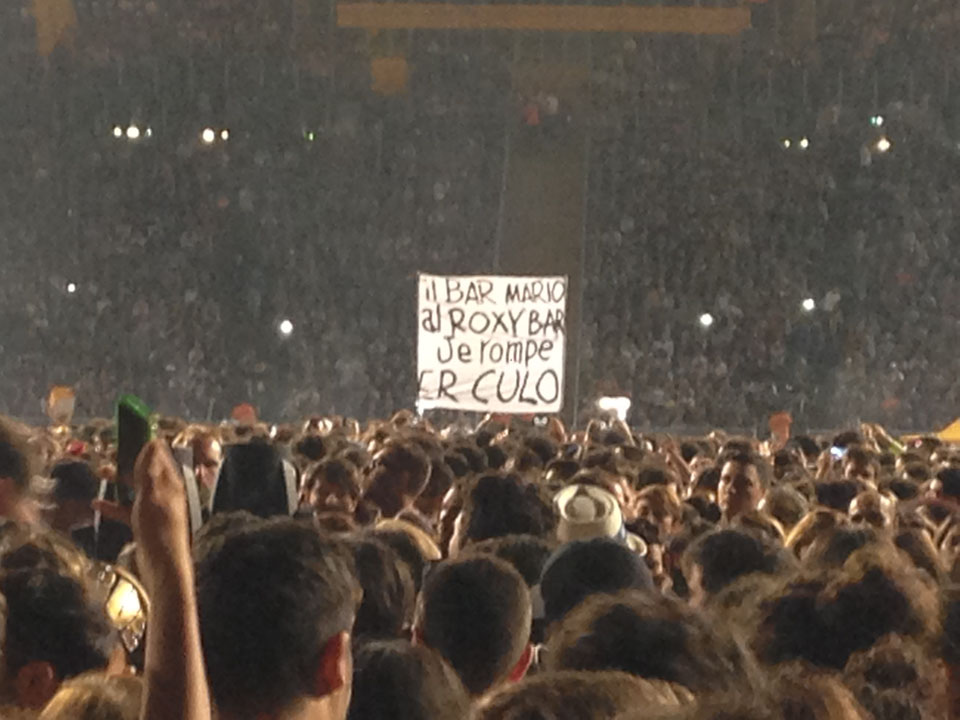 il BAR MARIO
al ROXY BAR
Je rompe
ER CULO